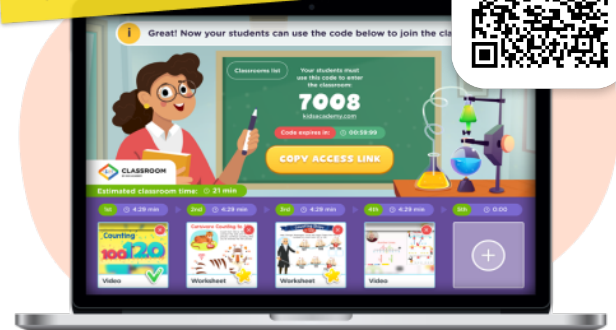 Great! Now your students can use the code below to join the cla
Classrooms list
Your students must
use this code to enter
the classroom
7008
kidsacademy.com
Code expires in: 00:59:00
COPY ACCESS LINK
CLASSROOM
Estimated classroom time: 21 min
1st 4:29 min
2nd 4:29 min
3rd 4:29 min
4th 4:29 min
5th 0:00
Counting
100 120
Video
Worksheet
Worksheet
Video